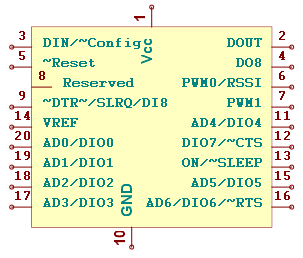 1
Vcc
3 DIN/~Config DOUT 2
5 ~Reset DO8 4
8 Reserved PWM0/RSSI 6
9 ~DTR~/SLRQ/DI8 PWM1 7
14 VREF AD4/DIO4 11
20 AD0/DIO0 DIO7/~CTS 12
19 AD1/DIO1 ON/~SLEEP 13
18 AD2/DIO2 AD5/DIO5 15
17 AD3/DIO3 AD6/DIO6/~RTS 16
GND
10